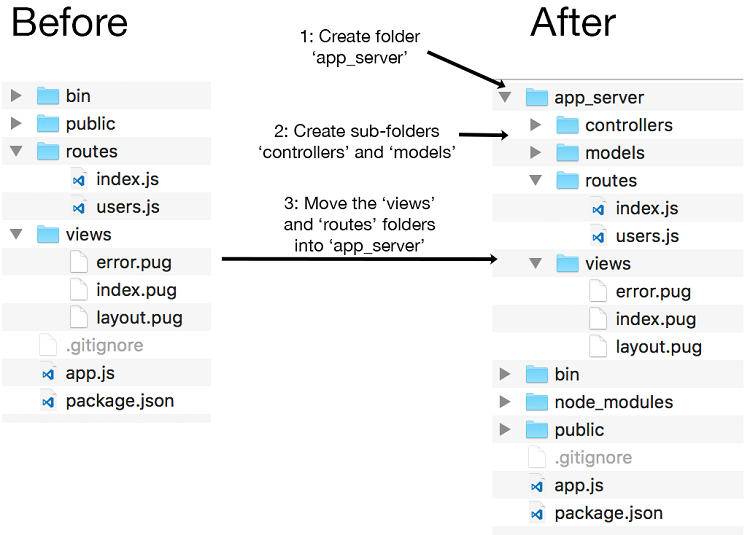 Before
bin
public
routes
index.js
users.js
views
error.pug
index.pug
layout.pug
.gitignore
app.js
package.json
1: Create folder
‘app_server’
2: Create sub-folders
‘controllers’ and ‘models’
3: Move the ‘views’
and ‘routes’ folders
into ‘app_server’
After
app_server
controllers
models
routes
index.js
users.js
views
error.pug
index.pug
layout.pug
bin
node_modules
public
.gitignore
app.js
package.json